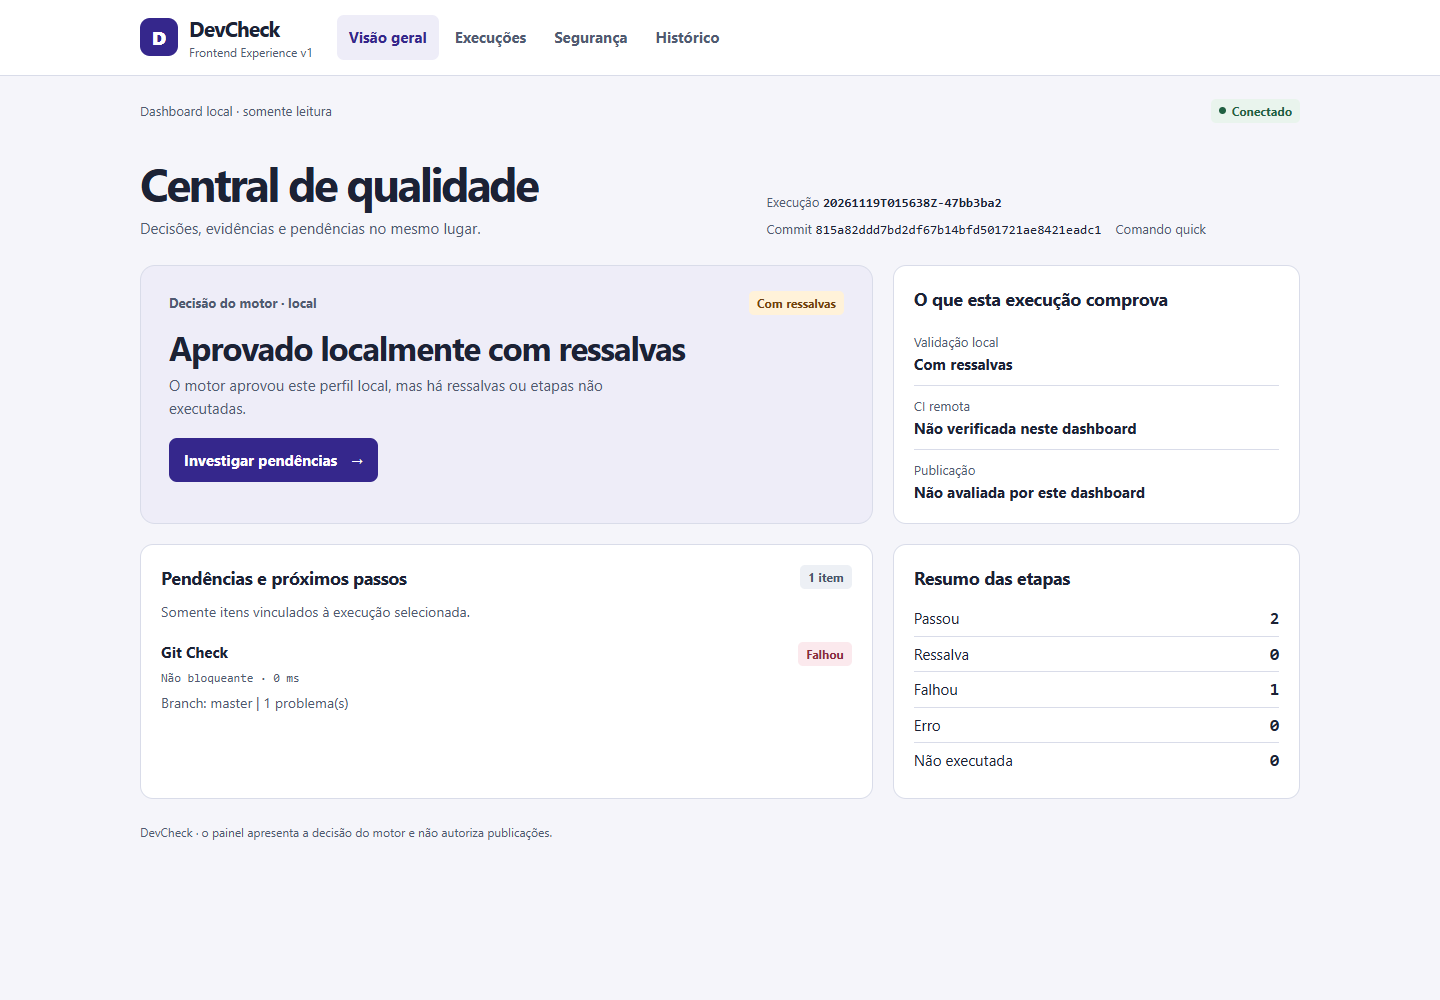 D
DevCheck
Frontend Experience v1
Visão geral
Execuções
Segurança
Histórico
Dashboard local · somente leitura
● Conectado
Central de qualidade
Decisões, evidências e pendências no mesmo lugar.
Execução 20261119T015638Z-47bb3ba2
Commit 815a82ddd7bd2df67b14bfd501721ae8421eadc1 Comando quick
Decisão do motor · local
Com ressalvas
Aprovado localmente com ressalvas
O motor aprovou este perfil local, mas há ressalvas ou etapas não
executadas.
Investigar pendências →
O que esta execução comprova
Validação local
Com ressalvas
CI remota
Não verificada neste dashboard
Publicação
Não avaliada por este dashboard
Pendências e próximos passos
1 item
Somente itens vinculados à execução selecionada.
Git Check
Falhou
Não bloqueante · 0 ms
Branch: master | 1 problema(s)
Resumo das etapas
Passou 2
Ressalva 0
Falhou 1
Erro 0
Não executada 0
DevCheck · o painel apresenta a decisão do motor e não autoriza publicações.